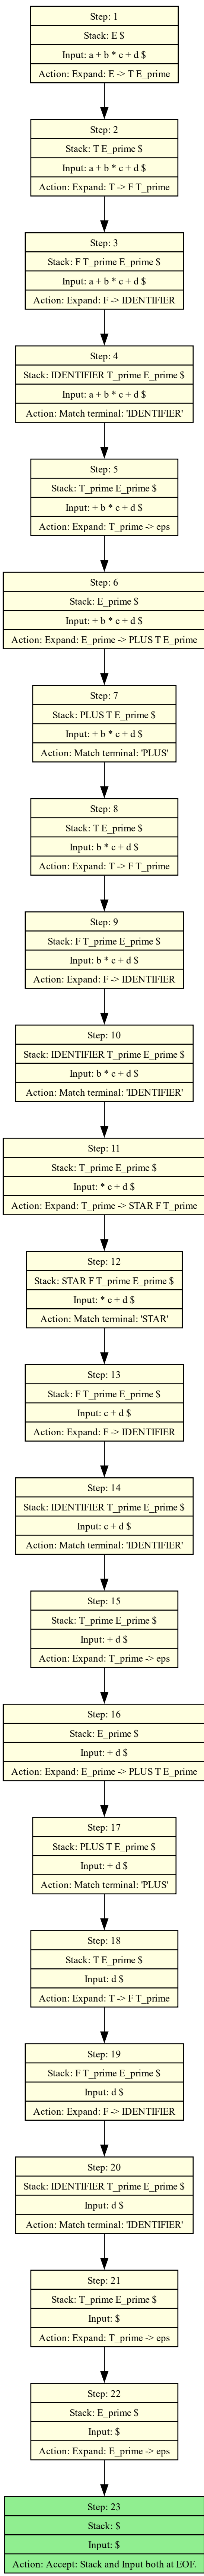 Step: 1
Stack: E $
Input: a + b * c + d $
Action: Expand: E -> T E_prime
Step: 2
Stack: T E_prime $
Input: a + b * c + d $
Action: Expand: T -> F T_prime
Step: 3
Stack: F T_prime E_prime $
Input: a + b * c + d $
Action: Expand: F -> IDENTIFIER
Step: 4
Stack: IDENTIFIER T_prime E_prime $
Input: a + b * c + d $
Action: Match terminal: 'IDENTIFIER'
Step: 5
Stack: T_prime E_prime $
Input: + b * c + d $
Action: Expand: T_prime -> eps
Step: 6
Stack: E_prime $
Input: + b * c + d $
Action: Expand: E_prime -> PLUS T E_prime
Step: 7
Stack: PLUS T E_prime $
Input: + b * c + d $
Action: Match terminal: 'PLUS'
Step: 8
Stack: T E_prime $
Input: b * c + d $
Action: Expand: T -> F T_prime
Step: 9
Stack: F T_prime E_prime $
Input: b * c + d $
Action: Expand: F -> IDENTIFIER
Step: 10
Stack: IDENTIFIER T_prime E_prime $
Input: b * c + d $
Action: Match terminal: 'IDENTIFIER'
Step: 11
Stack: T_prime E_prime $
Input: * c + d $
Action: Expand: T_prime -> STAR F T_prime
Step: 12
Stack: STAR F T_prime E_prime $
Input: * c + d $
Action: Match terminal: 'STAR'
Step: 13
Stack: F T_prime E_prime $
Input: c + d $
Action: Expand: F -> IDENTIFIER
Step: 14
Stack: IDENTIFIER T_prime E_prime $
Input: c + d $
Action: Match terminal: 'IDENTIFIER'
Step: 15
Stack: T_prime E_prime $
Input: + d $
Action: Expand: T_prime -> eps
Step: 16
Stack: E_prime $
Input: + d $
Action: Expand: E_prime -> PLUS T E_prime
Step: 17
Stack: PLUS T E_prime $
Input: + d $
Action: Match terminal: 'PLUS'
Step: 18
Stack: T E_prime $
Input: d $
Action: Expand: T -> F T_prime
Step: 19
Stack: F T_prime E_prime $
Input: d $
Action: Expand: F -> IDENTIFIER
Step: 20
Stack: IDENTIFIER T_prime E_prime $
Input: d $
Action: Match terminal: 'IDENTIFIER'
Step: 21
Stack: T_prime E_prime $
Input: $
Action: Expand: T_prime -> eps
Step: 22
Stack: E_prime $
Input: $
Action: Expand: E_prime -> eps
Step: 23
Stack: $
Input: $
Action: Accept: Stack and Input both at EOF.